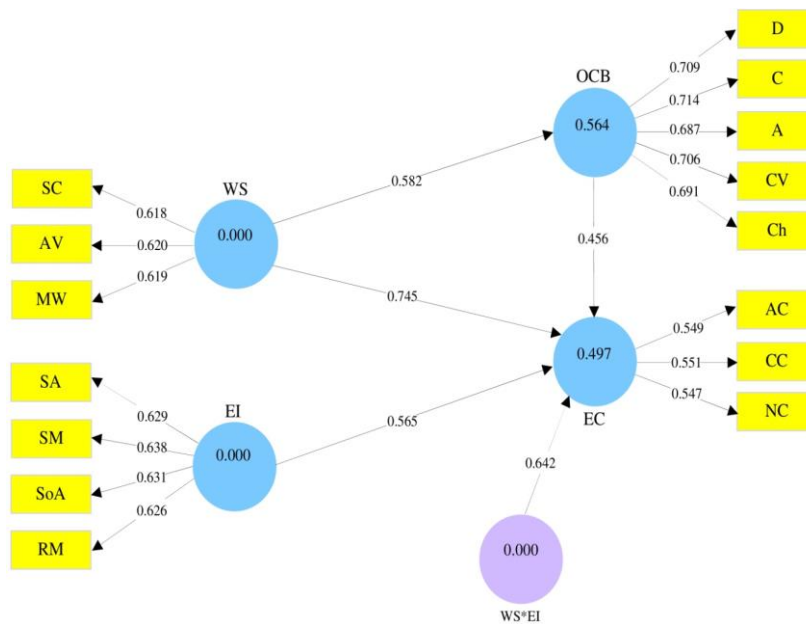 D
0.709
OCB
C
0.714
0.564
A
0.687
0.706
CV
0.691
Ch
SC
WS
0.582
0.618
AV
0.620
0.000
0.456
MW
0.619
0.745
AC
0.549
0.497
CC
0.551
0.547
NC
EC
SA
EI
0.629
0.565
SM
0.638
0.000
SoA
0.631
0.642
RM
0.626
0.000
WS*EI